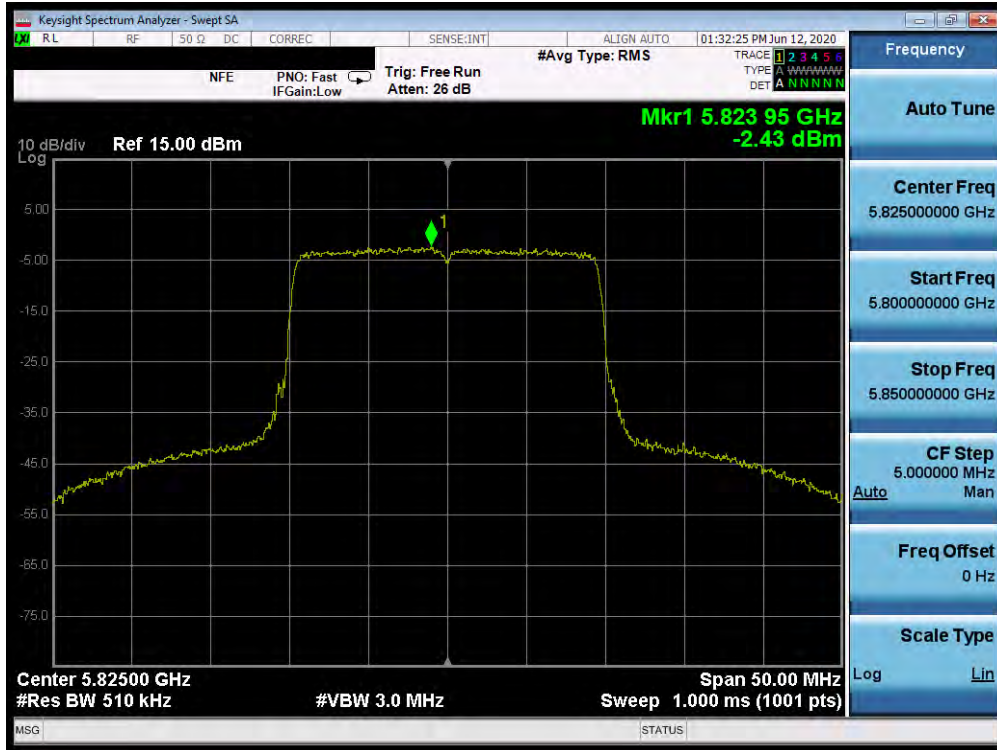 Keysight Spectrum Analyzer - Swept SA
LXI RL RF 50 Ω DC CORREC SENSE:INT ALIGN AUTO 01:32:25 PM Jun 12, 2020
NFE PNO: Fast Trig: Free Run #Avg Type: RMS TRACE 1 2 3 4 5 6
IFGain:Low Atten: 26 dB TYPE A WWWWW
DET A N N N N N
Mkr1 5.823 95 GHz
-2.43 dBm
10 dB/div Ref 15.00 dBm
Log
1
5.00
-5.00
-15.0
-25.0
-35.0
-45.0
-55.0
-65.0
-75.0
Center 5.82500 GHz Span 50.00 MHz
#Res BW 510 kHz #VBW 3.0 MHz Sweep 1.000 ms (1001 pts)
MSG STATUS
Frequency
Auto Tune
Center Freq
5.825000000 GHz
Start Freq
5.800000000 GHz
Stop Freq
5.850000000 GHz
CF Step
5.000000 MHz
Auto Man
Freq Offset
0 Hz
Scale Type
Log Lin